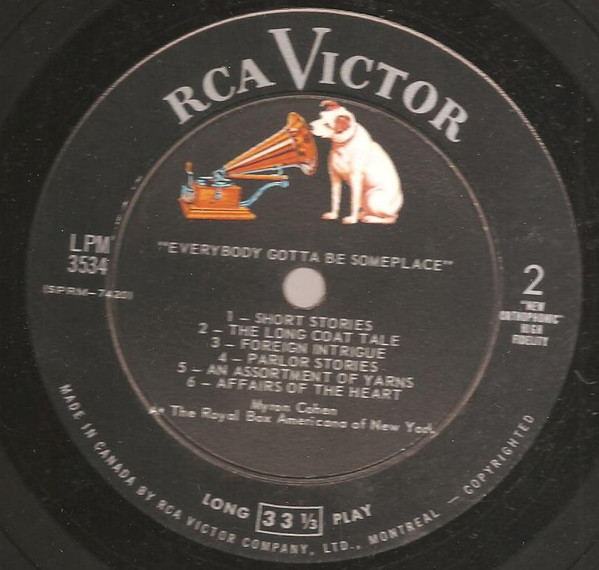 RCA VICTOR
LPM
3534
(SPRM-7420)
""EVERYBODY GOTTA BE SOMEPLACE"
2
"NEW
ORTHOPHONIC"
HIGH
FIDELITY
1 – SHORT STORIES
2 – THE LONG COAT TALE
3 – FOREIGN INTRIGUE
4 – PARLOR STORIES
5 – AN ASSORTMENT OF YARNS
6 – AFFAIRS OF THE HEART
Myron Cohen
The Royal Box Americana of New York
LONG 33 1/3 PLAY
MADE IN CANADA BY RCA VICTOR COMPANY, LTD., MONTREAL — COPYRIGHTED